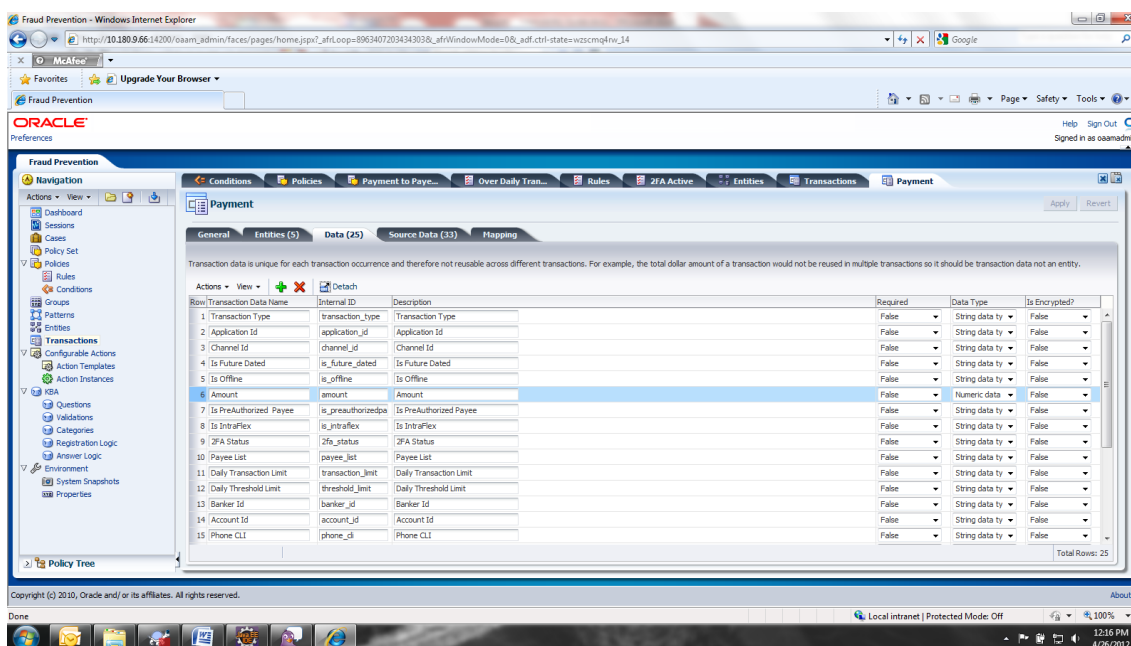 Fraud Prevention - Windows Internet Explorer
http://10.180.9.66:14200/oaam_admin/faces/pages/home.jspx?_afrLoop=8963407203434303&_afrWindowMode=0&_adf.ctrl-state=wzscmq4rw_14
Google
X McAfee
Favorites Upgrade Your Browser
Fraud Prevention Page Safety Tools
ORACLE Help Sign Out
Preferences Signed in as oaamadmi
Fraud Prevention
Navigation Conditions Policies Payment to Paye... Over Daily Tran... Rules 2FA Active Entities Transactions Payment
Actions View
Payment Apply Revert
Dashboard
Sessions
Cases
Policy Set
Policies
Rules
Conditions
Groups
Patterns
Entities
Transactions
Configurable Actions
Action Templates
Action Instances
KBA
Questions
Validations
Categories
Registration Logic
Answer Logic
Environment
System Snapshots
Properties
Policy Tree
General Entities (5) Data (25) Source Data (33) Mapping
Transaction data is unique for each transaction occurrence and therefore not reusable across different transactions. For example, the total dollar amount of a transaction would not be reused in multiple transactions so it should be transaction data not an entity.
Actions View Detach
Row Transaction Data Name Internal ID Description Required Data Type Is Encrypted?
1 Transaction Type transaction_type Transaction Type False String data ty False
2 Application Id application_id Application Id False String data ty False
3 Channel Id channel_id Channel Id False String data ty False
4 Is Future Dated is_future_dated Is Future Dated False String data ty False
5 Is Offline is_offline Is Offline False String data ty False
6 Amount amount Amount False Numeric data False
7 Is PreAuthorized Payee is_preauthorizedpa Is PreAuthorized Payee False String data ty False
8 Is IntraFlex is_intraflex Is IntraFlex False String data ty False
9 2FA Status 2fa_status 2FA Status False String data ty False
10 Payee List payee_list Payee List False String data ty False
11 Daily Transaction Limit transaction_limit Daily Transaction Limit False String data ty False
12 Daily Threshold Limit threshold_limit Daily Threshold Limit False String data ty False
13 Banker Id banker_id Banker Id False String data ty False
14 Account Id account_id Account Id False String data ty False
15 Phone CLI phone_cli Phone CLI False String data ty False
Total Rows: 25
Copyright (c) 2010, Oracle and/ or its affiliates. All rights reserved. About
Done Local intranet | Protected Mode: Off 100%
12:16 PM
4/26/2012